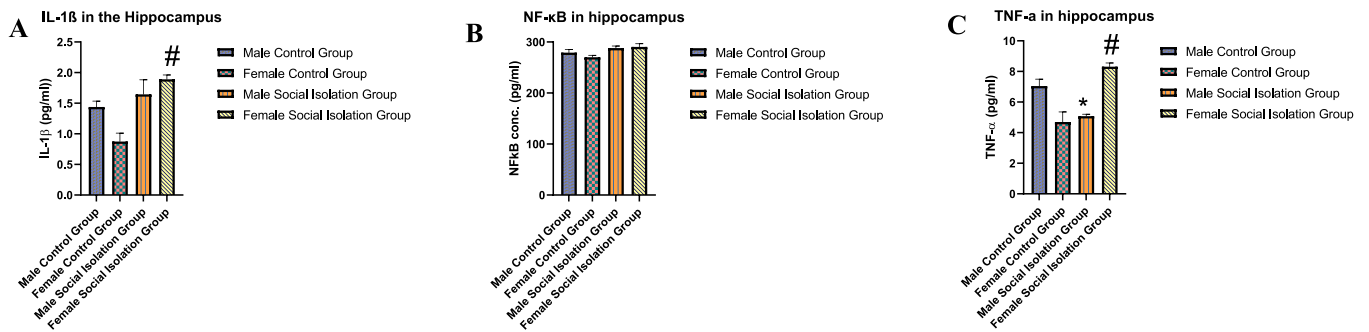 A
IL-1ß in the Hippocampus
IL-1β (pg/ml)
2.5
2.0
1.5
1.0
0.5
0.0
#
Male Control Group
Female Control Group
Male Social Isolation Group
Female Social Isolation Group
Male Control Group
Female Control Group
Male Social Isolation Group
Female Social Isolation Group
B
NF-κB in hippocampus
NFkB conc. (pg/ml)
300
200
100
0
Male Control Group
Female Control Group
Male Social Isolation Group
Female Social Isolation Group
Male Control Group
Female Control Group
Male Social Isolation Group
Female Social Isolation Group
C
TNF-a in hippocampus
TNF-α (pg/ml)
10
8
6
4
2
0
*
#
Male Control Group
Female Control Group
Male Social Isolation Group
Female Social Isolation Group
Male Control Group
Female Control Group
Male Social Isolation Group
Female Social Isolation Group